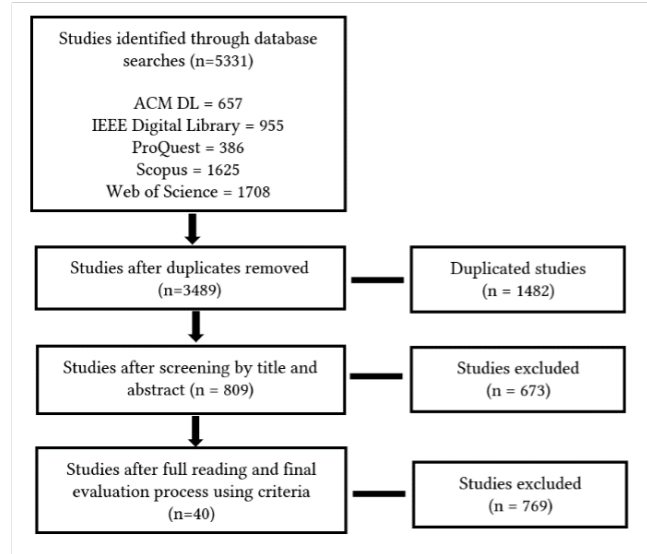 Studies identified through database
searches (n=5331)
ACM DL = 657
IEEE Digital Library = 955
ProQuest = 386
Scopus = 1625
Web of Science = 1708
Studies after duplicates removed
(n=3489)
Duplicated studies
(n = 1482)
Studies after screening by title and
abstract (n = 809)
Studies excluded
(n = 673)
Studies after full reading and final
evaluation process using criteria
(n=40)
Studies excluded
(n = 769)